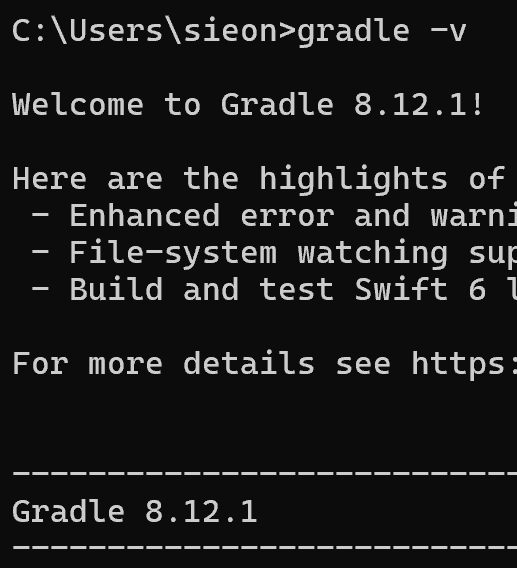 C:\Users\sieon>gradle -v
Welcome to Gradle 8.12.1!
Here are the highlights of
- Enhanced error and warni
- File-system watching sup
- Build and test Swift 6 l
For more details see https:
---------------------------
Gradle 8.12.1
---------------------------